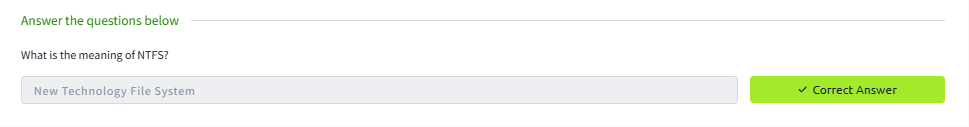 Answer the questions below
What is the meaning of NTFS?
New Technology File System
Correct Answer